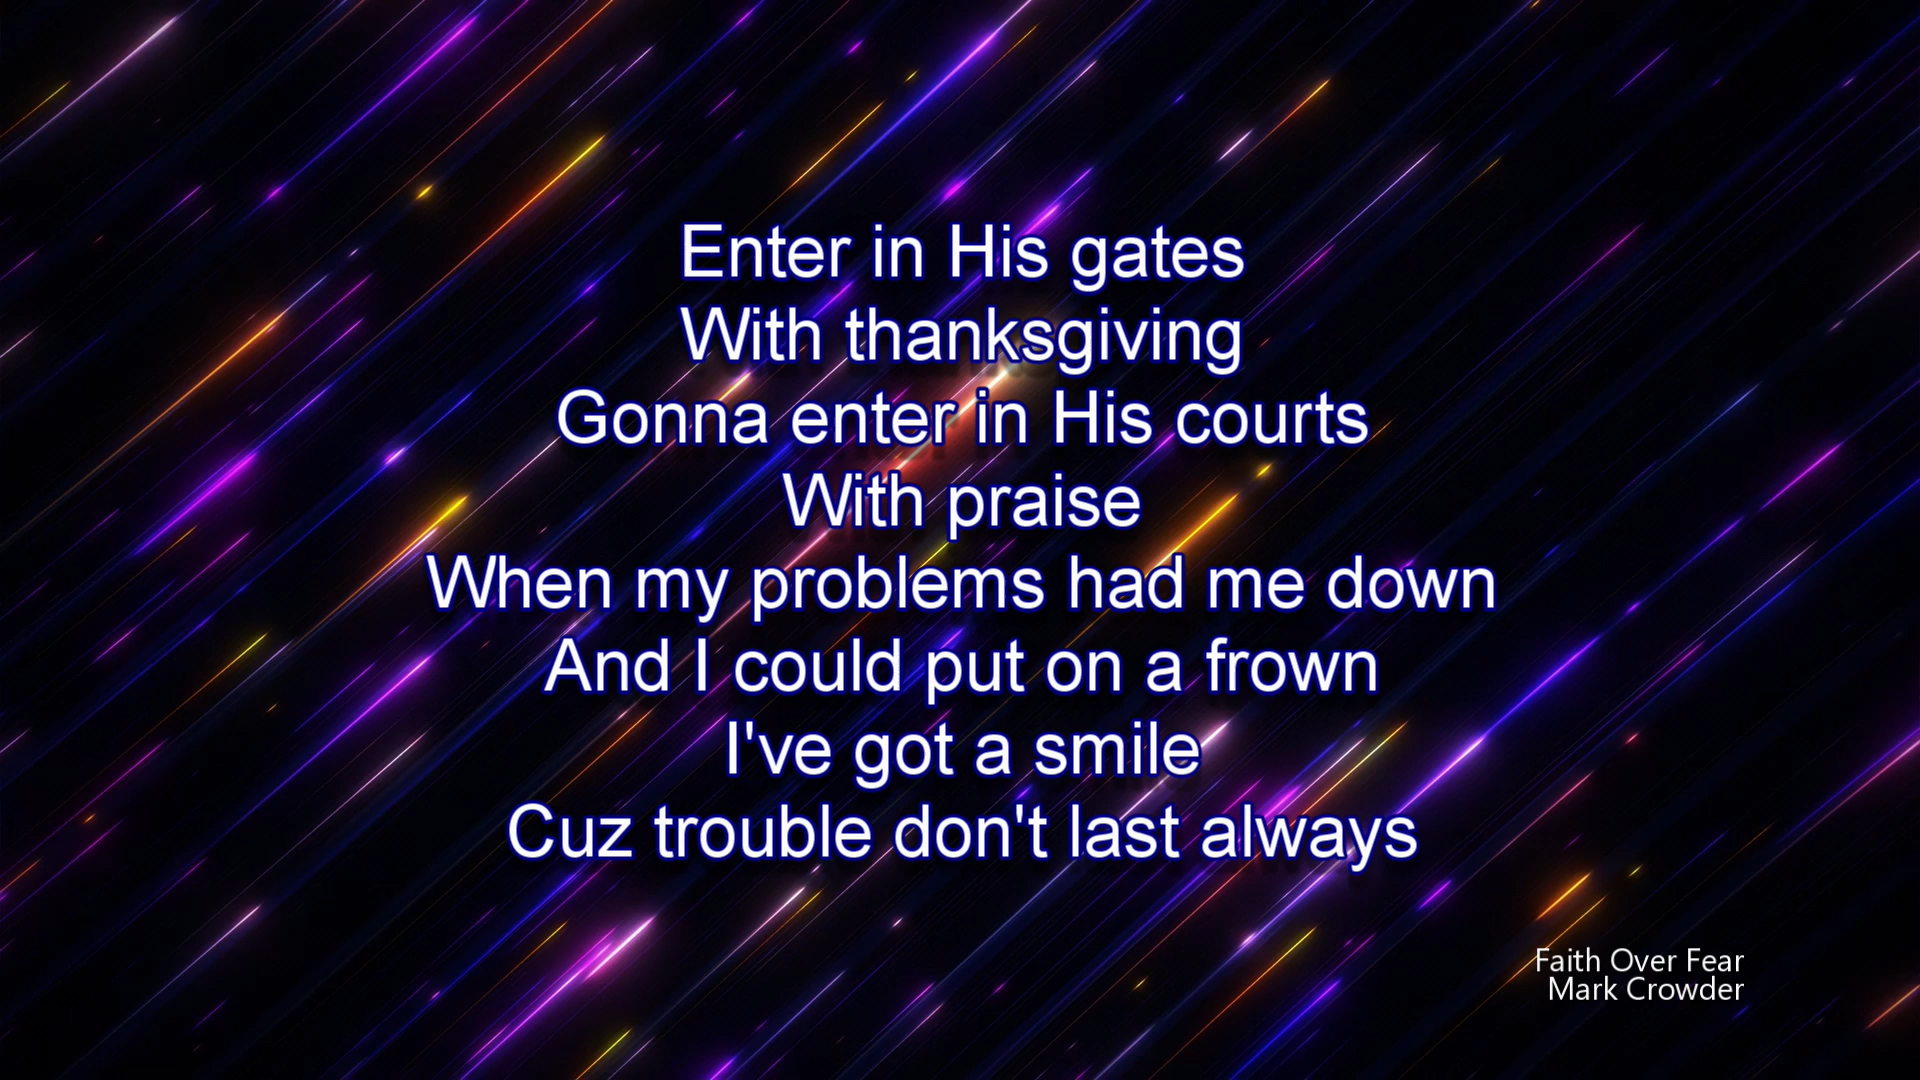 Enter in His gates
With thanksgiving
Gonna enter in His courts
With praise
When my problems had me down
And I could put on a frown
I've got a smile
Cuz trouble don't last always
Faith Over Fear
Mark Crowder